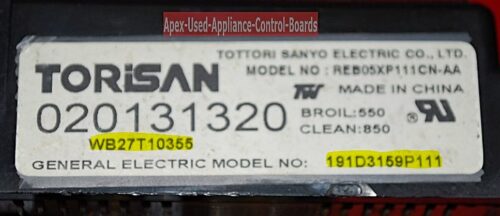 Apex-Used-Appliance-Control-Boards
TOTTORI SANYO ELECTRIC CO., LTD.
TORiSAN
MODEL NO : REB05XP111CN-AA
MADE IN CHINA
020131320
BROIL:550
CLEAN:850
WB27T10355
GENERAL ELECTRIC MODEL NO: 191D3159P111